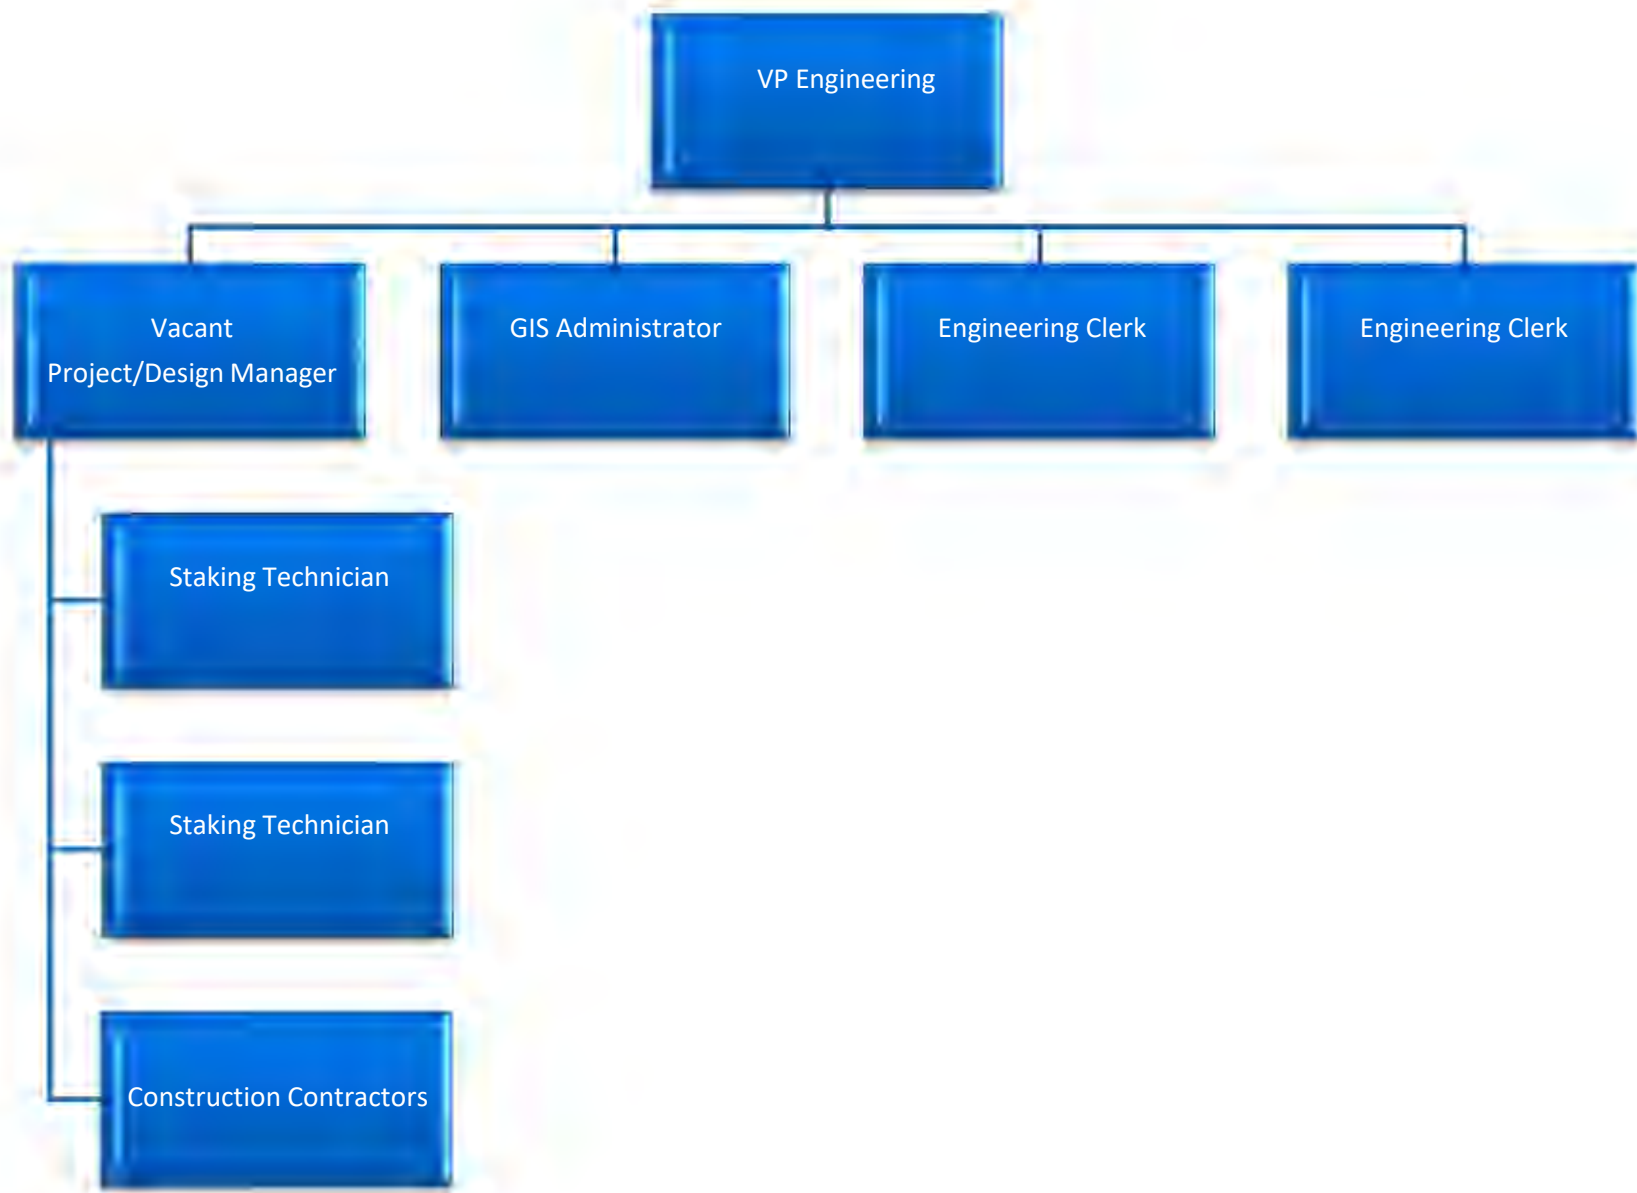 VP Engineering
Vacant
Project/Design Manager
GIS Administrator
Engineering Clerk
Engineering Clerk
Staking Technician
Staking Technician
Construction Contractors